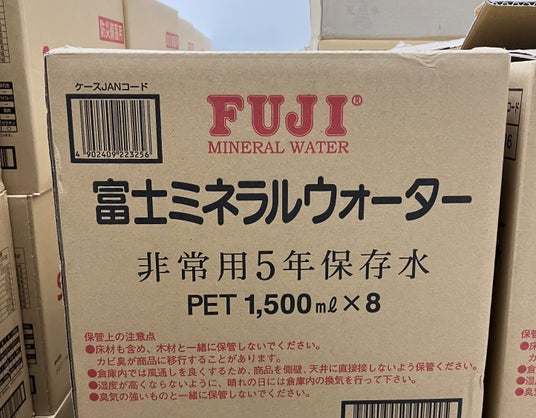 ケースJANコード
4 902409 223256
FUJI®
MINERAL WATER
富士ミネラルウォーター
非常用5年保存水
PET 1,500mℓ×8
保管上の注意点
●床材も含め、木材と一緒に保管しないでください。
カビ臭が商品に移行することがあります。
●倉庫内では風通しを良くするため、商品を側壁、天井に直接接しないよう保管ください。
●湿度が高くならないように、晴れの日には倉庫内の換気を行って下さい。
●臭気の強いものと一緒に保管しないでください。
コード
6